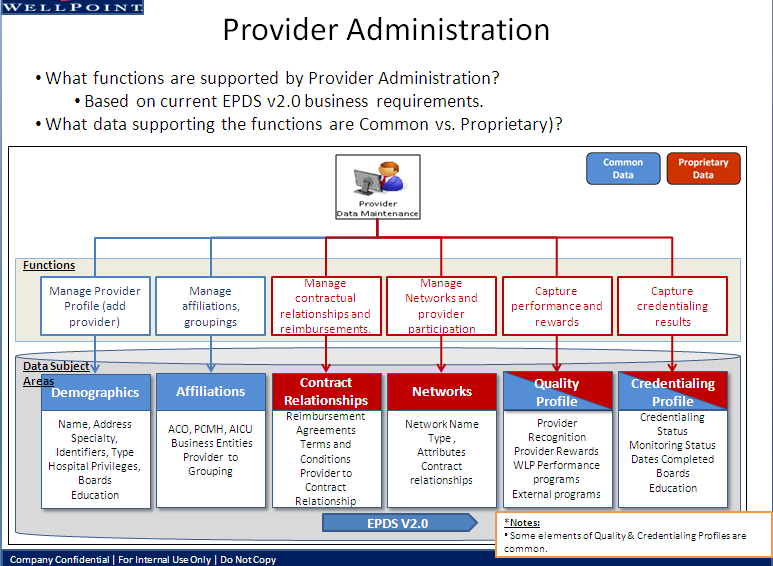 WELLPOINT
Provider Administration
• What functions are supported by Provider Administration?
• Based on current EPDS v2.0 business requirements.
• What data supporting the functions are Common vs. Proprietary)?
Common
Data
Proprietary
Data
Provider
Data Maintenance
Functions
Manage Provider
Profile (add
provider)
Manage
affiliations,
groupings
Manage
contractual
relationships and
reimbursements.
Manage
Networks and
provider
participation
Capture
performance and
rewards
Capture
credentialing
results
Data Subject
Areas
Demographics
Name, Address
Specialty,
Identifiers, Type
Hospital Privileges,
Boards
Education
Affiliations
ACO, PCMH, AICU
Business Entities
Provider to
Grouping
Contract
Relationships
Reimbursement
Agreements
Terms and
Conditions
Provider to
Contract
Relationship
Networks
Network Name
Type ,
Attributes
Contract
relationships
Quality
Profile
Provider
Recognition
Provider Rewards
WLP Performance
programs
External programs
Credentialing
Profile
Credentialing
Status
Monitoring Status
Dates Completed
Boards
Education
EPDS V2.0
*Notes:
• Some elements of Quality & Credentialing Profiles are
common.
Company Confidential | For Internal Use Only | Do Not Copy